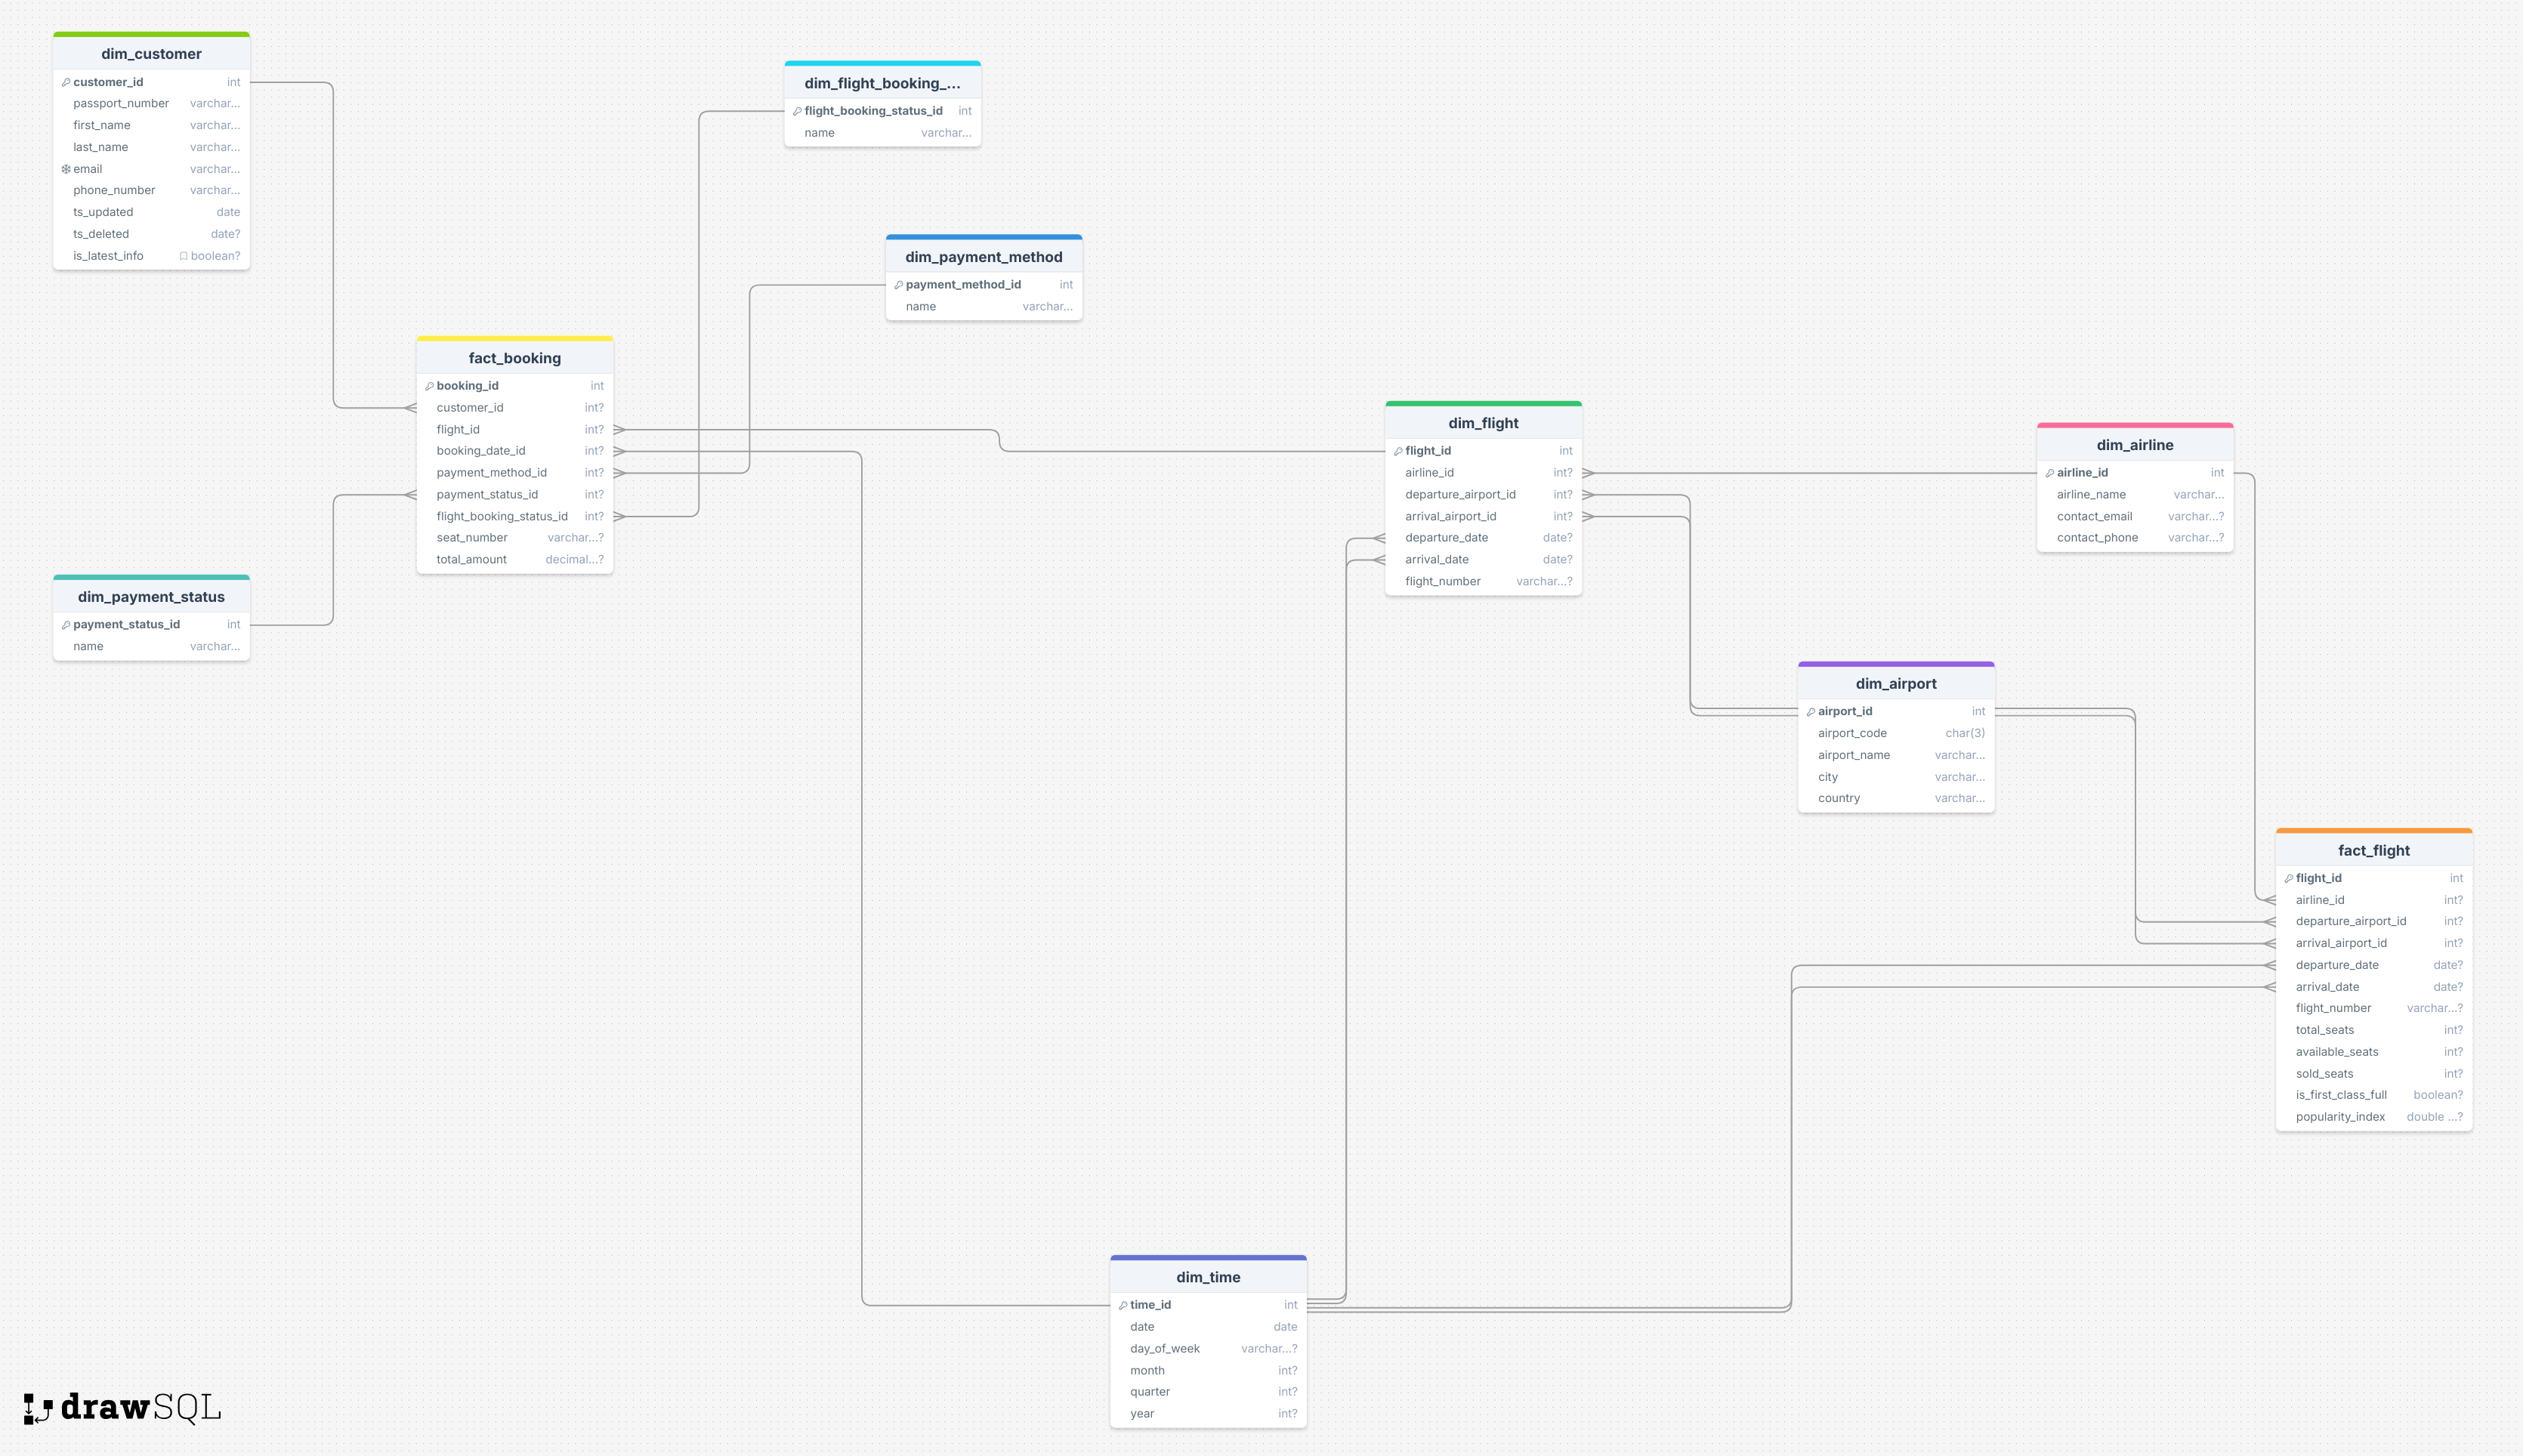 dim_customer
customer_id int
passport_number varchar...
first_name varchar...
last_name varchar...
email varchar...
phone_number varchar...
ts_updated date
ts_deleted date?
is_latest_info boolean?
dim_flight_booking_...
flight_booking_status_id int
name varchar...
dim_payment_method
payment_method_id int
name varchar...
fact_booking
booking_id int
customer_id int?
flight_id int?
booking_date_id int?
payment_method_id int?
payment_status_id int?
flight_booking_status_id int?
seat_number varchar...?
total_amount decimal...?
dim_payment_status
payment_status_id int
name varchar...
dim_flight
flight_id int
airline_id int?
departure_airport_id int?
arrival_airport_id int?
departure_date date?
arrival_date date?
flight_number varchar...?
dim_airline
airline_id int
airline_name varchar...
contact_email varchar...?
contact_phone varchar...?
dim_airport
airport_id int
airport_code char(3)
airport_name varchar...
city varchar...
country varchar...
fact_flight
flight_id int
airline_id int?
departure_airport_id int?
arrival_airport_id int?
departure_date date?
arrival_date date?
flight_number varchar...?
total_seats int?
available_seats int?
sold_seats int?
is_first_class_full boolean?
popularity_index double ...?
dim_time
time_id int
date date
day_of_week varchar...?
month int?
quarter int?
year int?
drawSQL